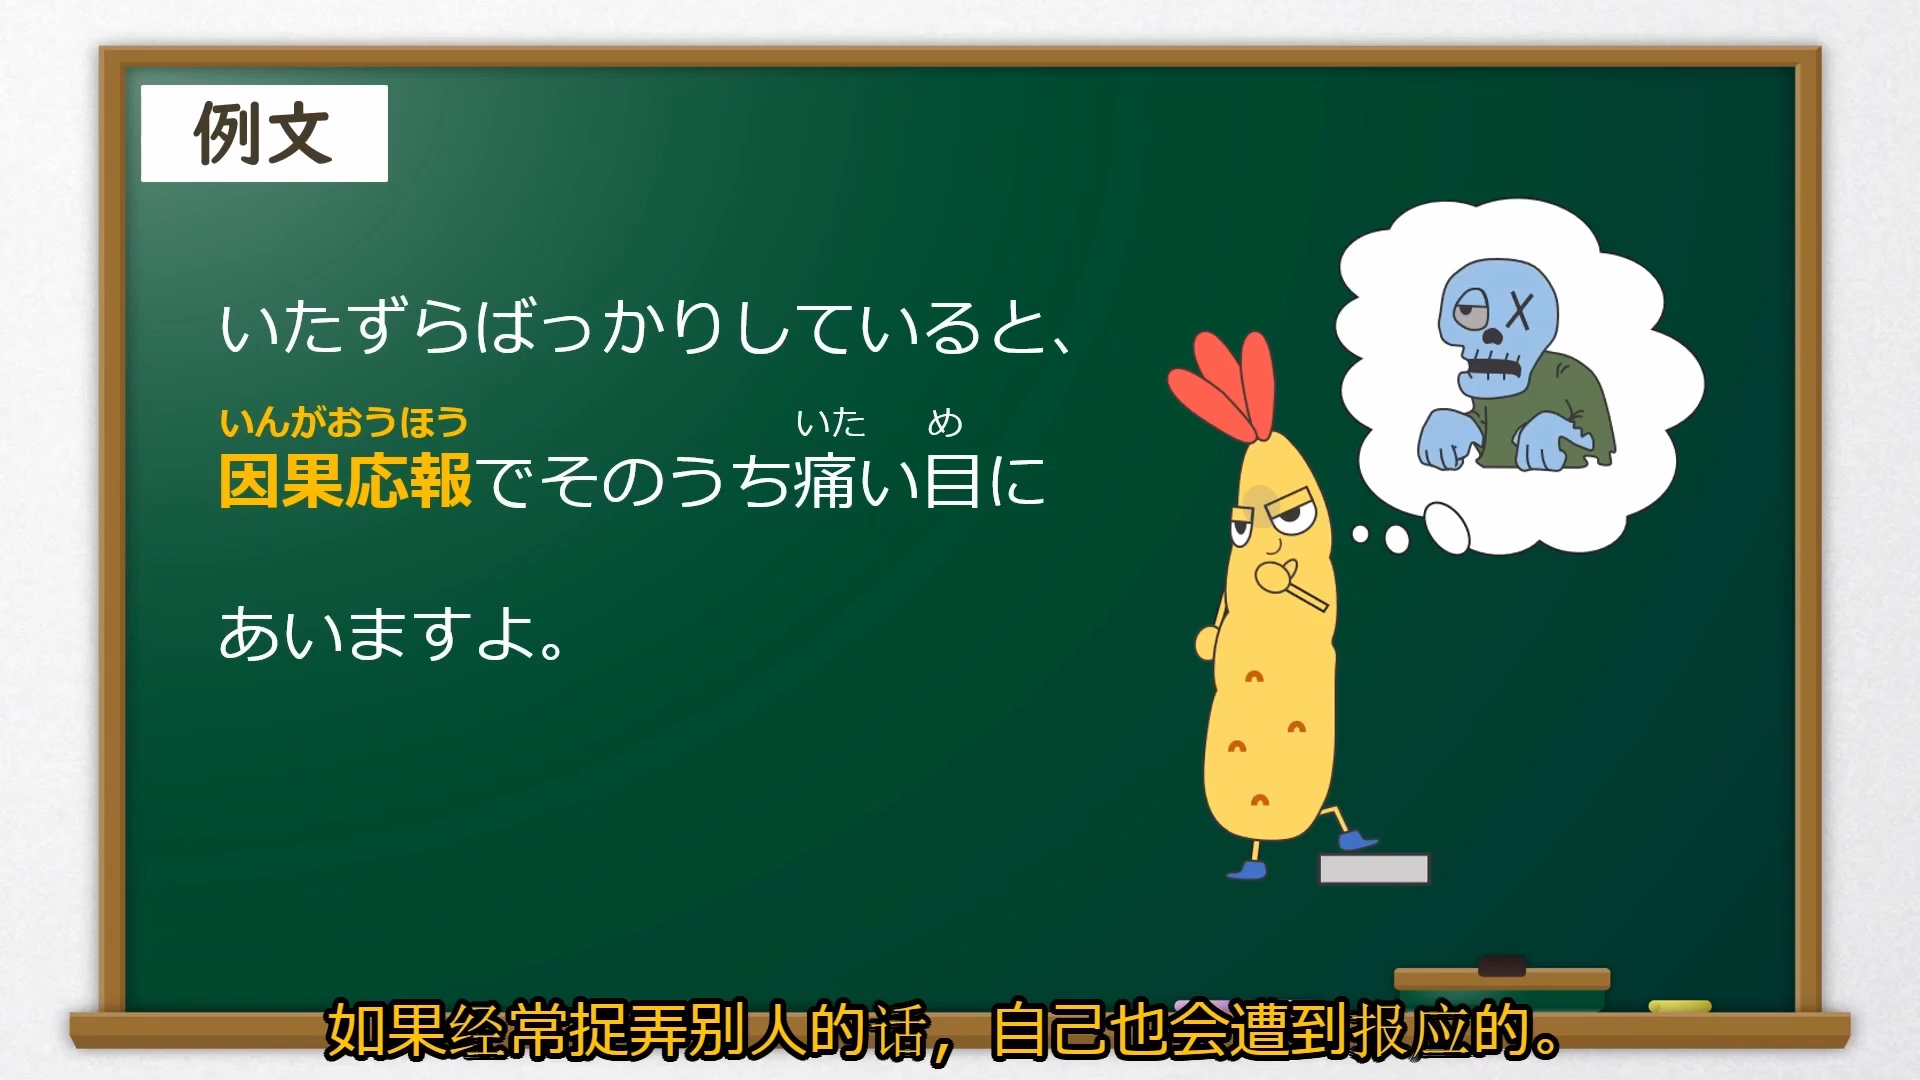 例文
いたずらばっかりしていると、
いんがおうほう いた め
因果応報でそのうち痛い目に
あいますよ。
如果经常捉弄别人的话，自己也会遭到报应的。